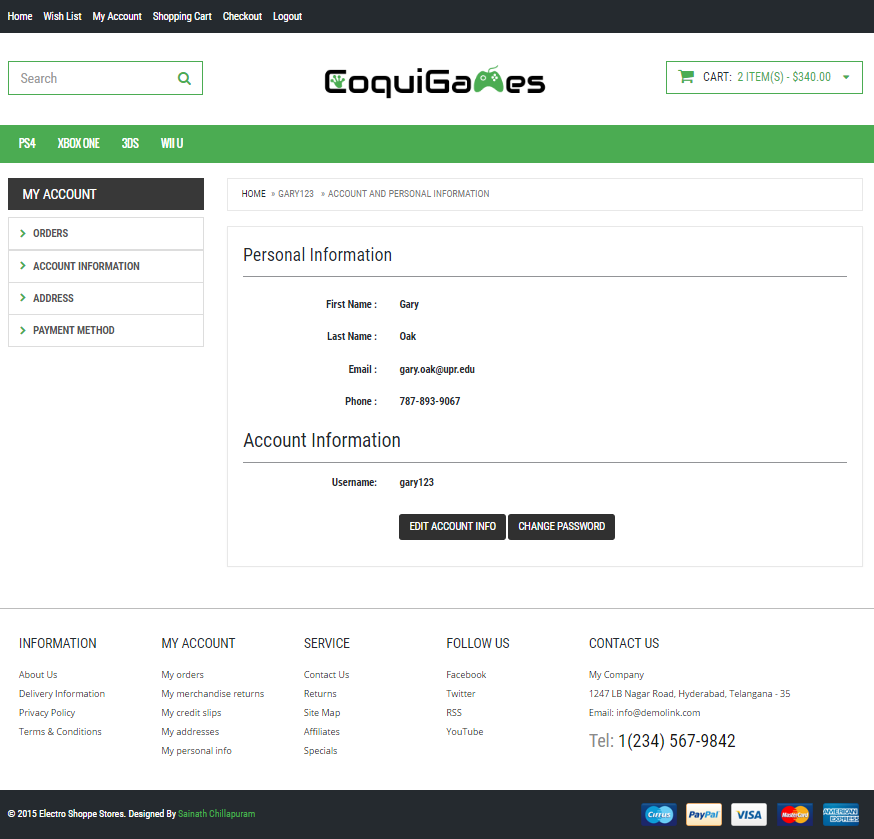 Home Wish List My Account Shopping Cart Checkout Logout
Search
CoquiGames
CART: 2 ITEM(S) - $340.00
PS4 XBOX ONE 3DS WII U
MY ACCOUNT
ORDERS
ACCOUNT INFORMATION
ADDRESS
PAYMENT METHOD
HOME » GARY123 » ACCOUNT AND PERSONAL INFORMATION
Personal Information
First Name : Gary
Last Name : Oak
Email : gary.oak@upr.edu
Phone : 787-893-9067
Account Information
Username: gary123
EDIT ACCOUNT INFO CHANGE PASSWORD
INFORMATION
About Us
Delivery Information
Privacy Policy
Terms & Conditions
MY ACCOUNT
My orders
My merchandise returns
My credit slips
My addresses
My personal info
SERVICE
Contact Us
Returns
Site Map
Affiliates
Specials
FOLLOW US
Facebook
Twitter
RSS
YouTube
CONTACT US
My Company
1247 LB Nagar Road, Hyderabad, Telangana - 35
Email: info@demolink.com
Tel: 1(234) 567-9842
© 2015 Electro Shoppe Stores. Designed By Sainath Chillapuram
Cirrus PayPal VISA MasterCard AMERICAN EXPRESS